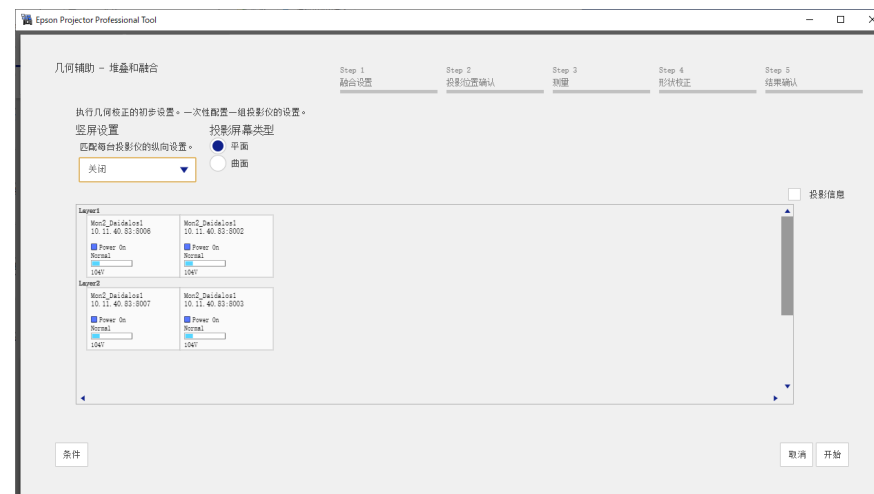 Epson Projector Professional Tool
几何辅助 - 堆叠和融合
Step 1
融合设置
Step 2
投影位置确认
Step 3
测量
Step 4
形状校正
Step 5
结果确认
执行几何校正的初步设置。一次性配置一组投影仪的设置。
竖屏设置
匹配每台投影仪的纵向设置。
关闭
投影屏幕类型
平面
曲面
投影信息
Layer1
Mon2_Daidalos1
10.11.40.83:8006
Power On
Normal
104V
Mon2_Daidalos1
10.11.40.83:8002
Power On
Normal
104V
Layer2
Mon2_Daidalos1
10.11.40.83:8007
Power On
Normal
104V
Mon2_Daidalos1
10.11.40.83:8003
Power On
Normal
104V
条件
取消
开始